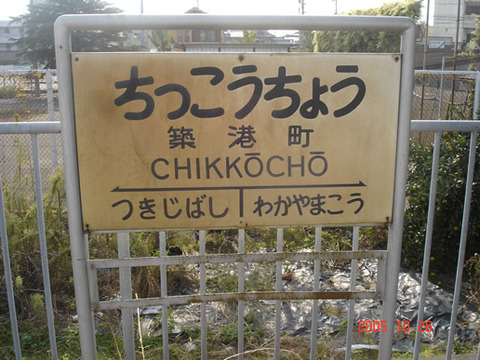 ちっこうちょう
築港町
CHIKKŌCHŌ
つきじばし わかやまこう
2005 10 26